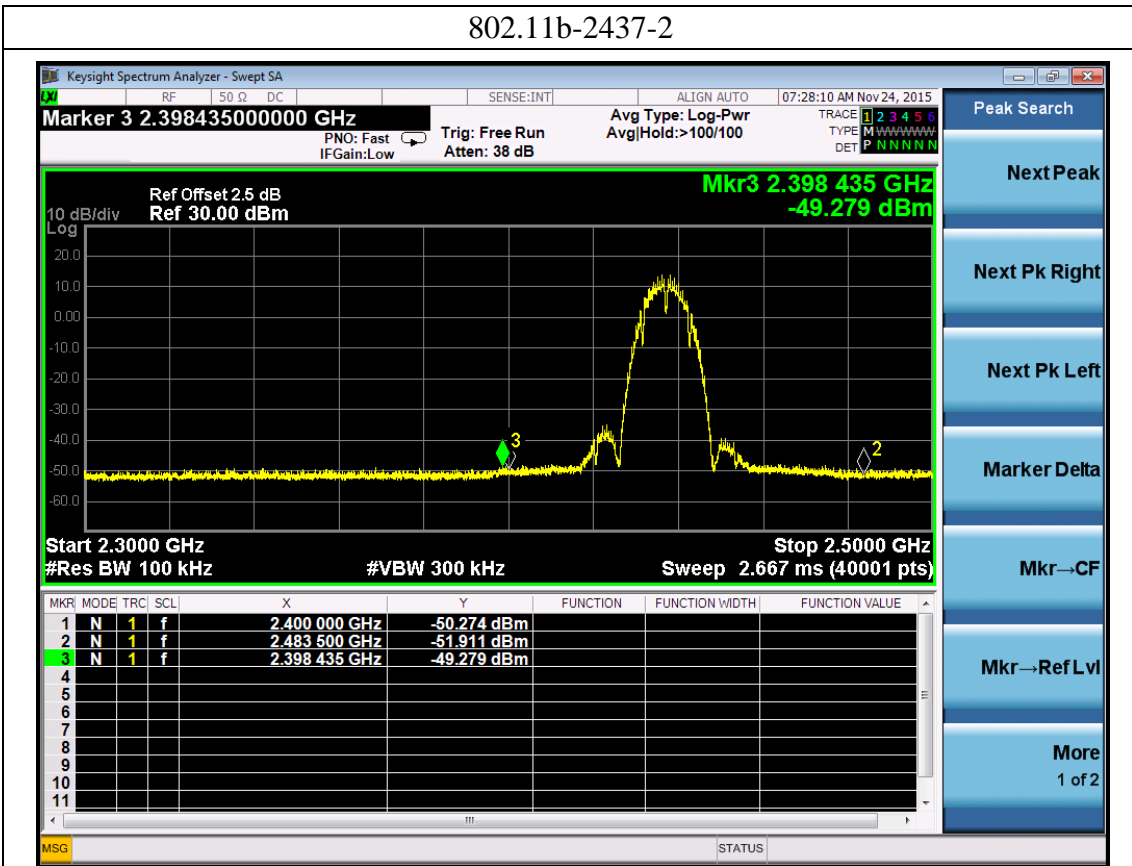 802.11b-2437-2
Keysight Spectrum Analyzer - Swept SA
LXI RF 50 Ω DC SENSE:INT ALIGN AUTO 07:28:10 AM Nov 24, 2015
Marker 3 2.398435000000 GHz
PNO: Fast
IFGain:Low
Trig: Free Run
Atten: 38 dB
Avg Type: Log-Pwr
Avg|Hold:>100/100
TRACE 1 2 3 4 5 6
TYPE M WWWWW
DET P N N N N N
Peak Search
Mkr3 2.398 435 GHz
-49.279 dBm
Ref Offset 2.5 dB
10 dB/div Ref 30.00 dBm
Log
20.0
10.0
0.00
-10.0
-20.0
-30.0
-40.0
-50.0
-60.0
3
2
Start 2.3000 GHz Stop 2.5000 GHz
#Res BW 100 kHz #VBW 300 kHz Sweep 2.667 ms (40001 pts)
MKR MODE TRC SCL X Y FUNCTION FUNCTION WIDTH FUNCTION VALUE
1 N 1 f 2.400 000 GHz -50.274 dBm
2 N 1 f 2.483 500 GHz -51.911 dBm
3 N 1 f 2.398 435 GHz -49.279 dBm
4
5
6
7
8
9
10
11
Next Peak
Next Pk Right
Next Pk Left
Marker Delta
Mkr→CF
Mkr→Ref Lvl
More
1 of 2
MSG STATUS